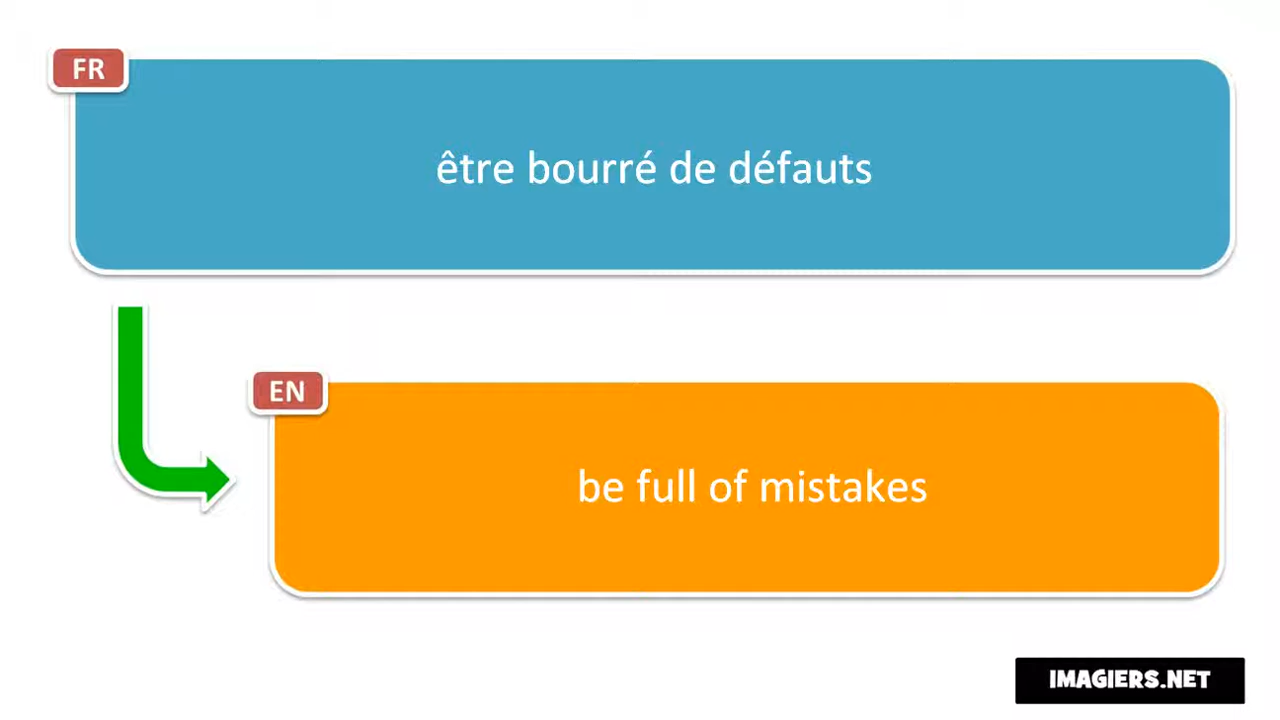 FR
être bourré de défauts
EN
be full of mistakes
IMAGIERS.NET